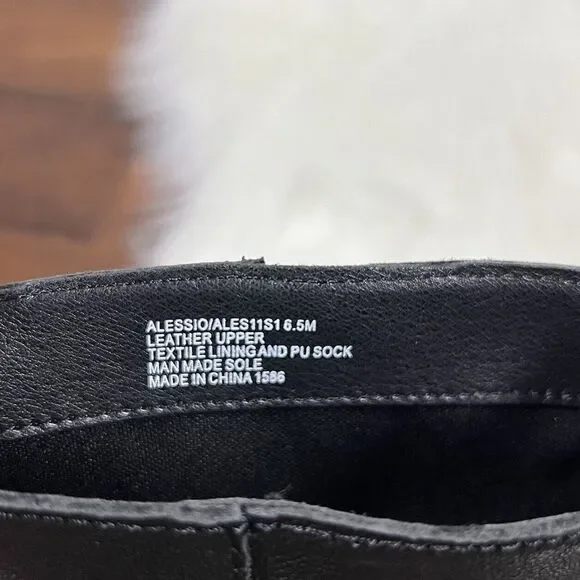 ALESSIO/ALES11S1 6.5M
LEATHER UPPER
TEXTILE LINING AND PU SOCK
MAN MADE SOLE
MADE IN CHINA 1586